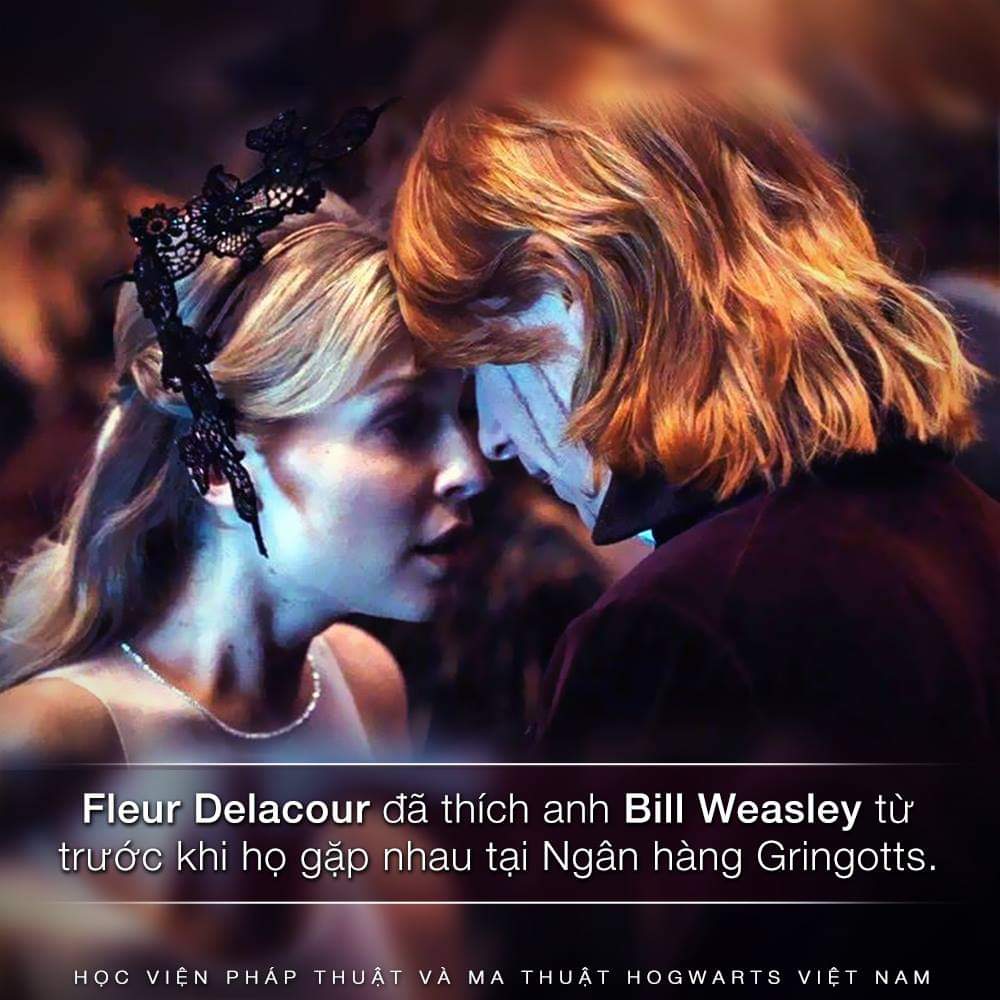 Fleur Delacour đã thích anh Bill Weasley từ
trước khi họ gặp nhau tại Ngân hàng Gringotts.
HỌC VIỆN PHÁP THUẬT VÀ MA THUẬT HOGWARTS VIỆT NAM